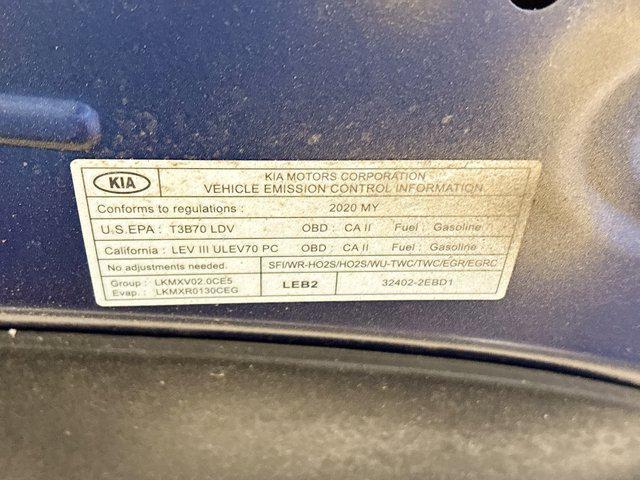 KIA
KIA MOTORS CORPORATION
VEHICLE EMISSION CONTROL INFORMATION
Conforms to regulations : 2020 MY
U.S.EPA : T3B70 LDV OBD : CA II Fuel : Gasoline
California : LEV III ULEV70 PC OBD : CA II Fuel : Gasoline
No adjustments needed. SFI/WR-HO2S/HO2S/WU-TWC/TWC/EGR/EGRC
Group : LKMXV02.0CE5
Evap. : LKMXR0130CEG
LEB2
32402-2EBD1